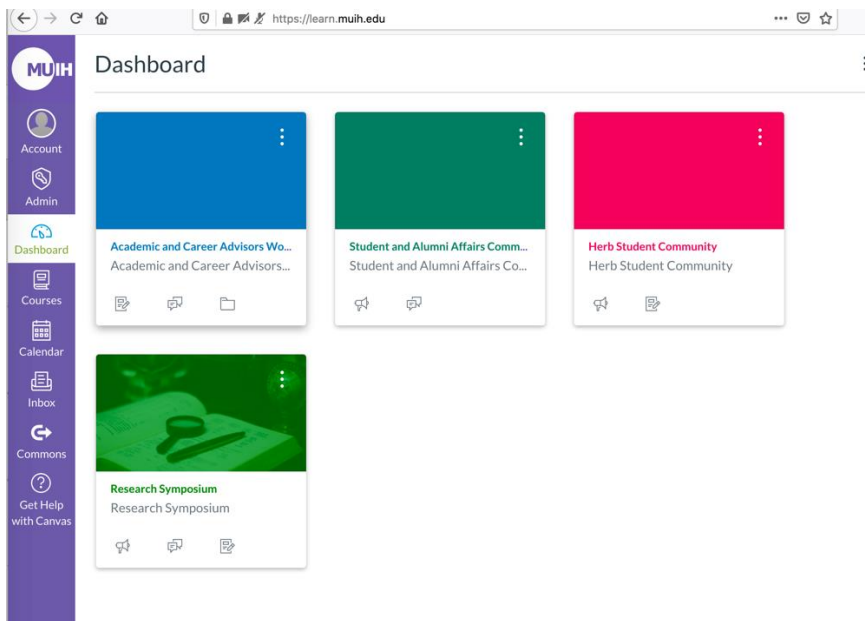 https://learn.muih.edu
MUIH
Dashboard
Account
Admin
Dashboard
Courses
Calendar
Inbox
Commons
Get Help
with Canvas
Academic and Career Advisors Wo...
Academic and Career Advisors...
Student and Alumni Affairs Comm...
Student and Alumni Affairs Co...
Herb Student Community
Herb Student Community
Research Symposium
Research Symposium